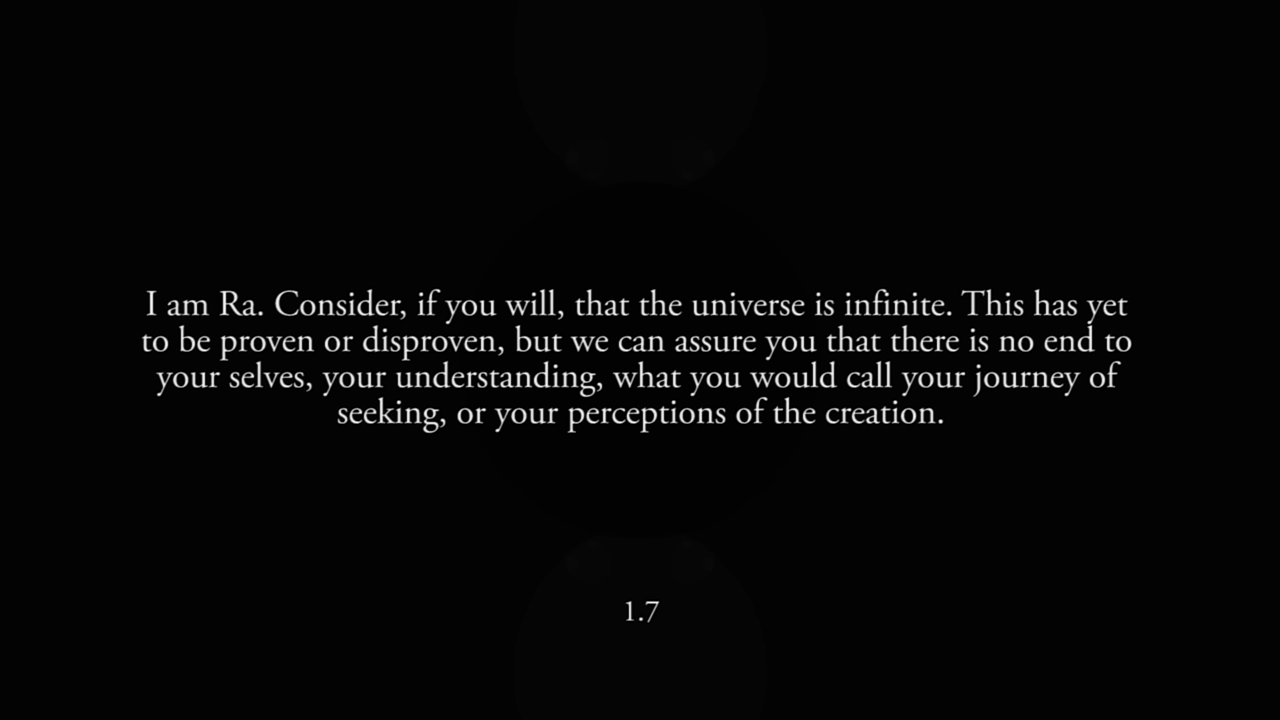 I am Ra. Consider, if you will, that the universe is infinite. This has yet
to be proven or disproven, but we can assure you that there is no end to
your selves, your understanding, what you would call your journey of
seeking, or your perceptions of the creation.
1.7